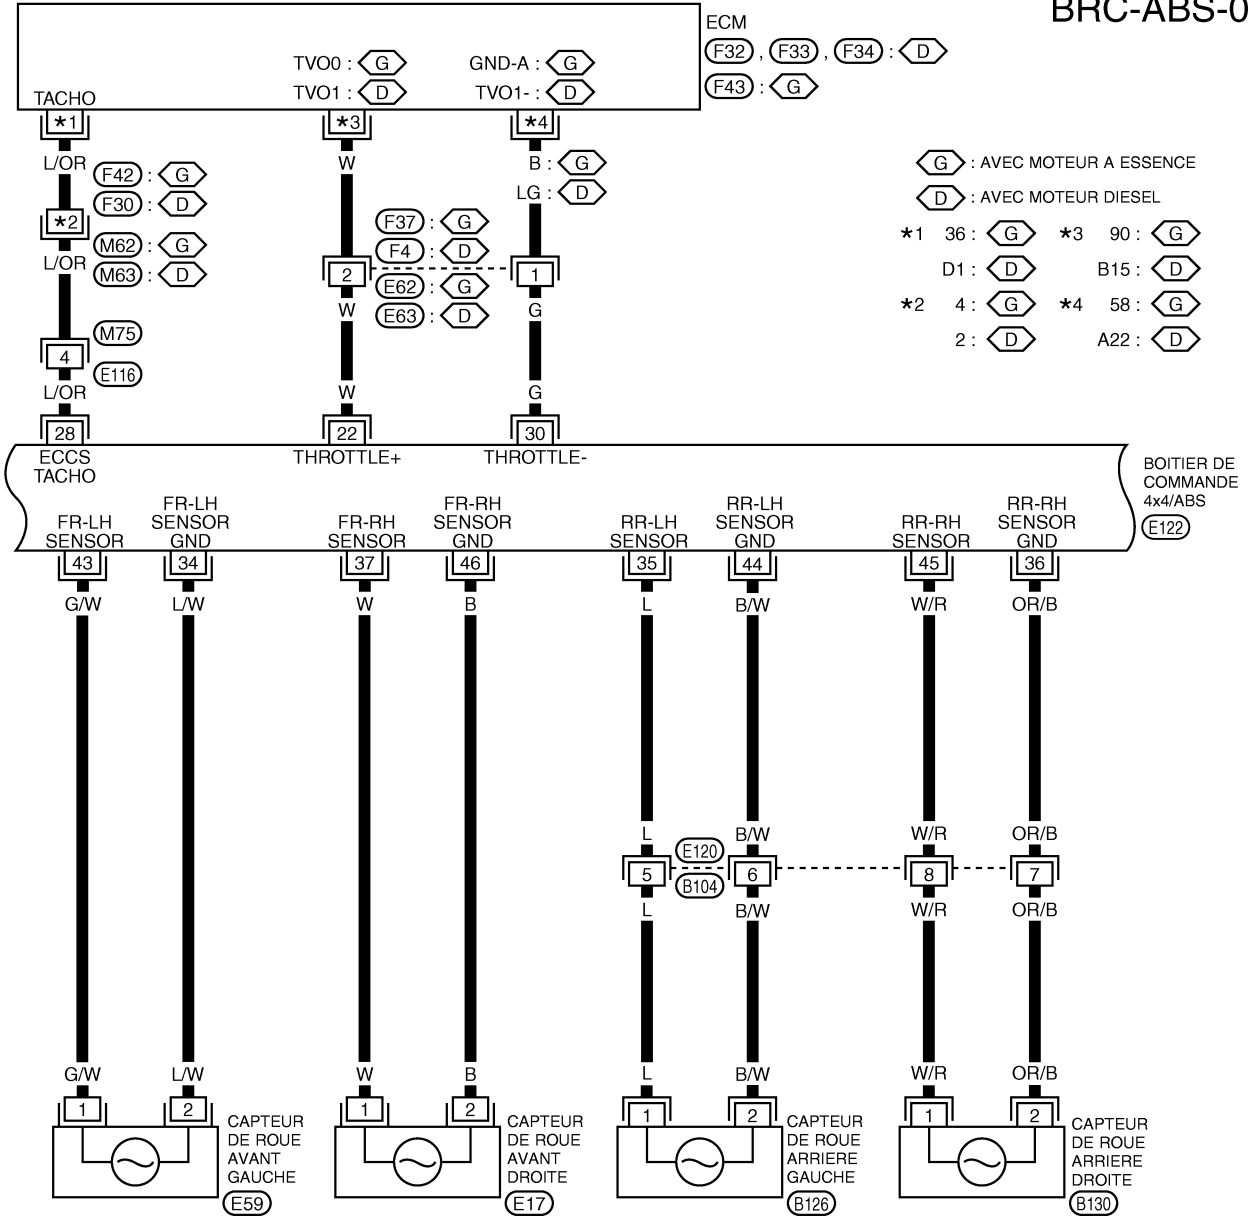 BRC-ABS-0
ECM
F32 , F33 , F34 : D
F43 : G
TVO0 : G
GND-A : G
TACHO
TVO1 : D
TVO1- : D
*1
*3
*4
L/OR
W
B : G
LG : D
F42 : G
F30 : D
*2
M62 : G
L/OR
M63 : D
F37 : G
F4 : D
2
1
E62 : G
W
G
E63 : D
G : AVEC MOTEUR A ESSENCE
D : AVEC MOTEUR DIESEL
*1 36 : G *3 90 : G
D1 : D B15 : D
*2 4 : G *4 58 : G
2 : D A22 : D
M75
4
E116
L/OR
W
G
28
22
30
ECCS
TACHO
THROTTLE+
THROTTLE-
BOITIER DE
COMMANDE
4x4/ABS
E122
FR-LH
SENSOR
FR-LH
SENSOR
GND
FR-RH
SENSOR
FR-RH
SENSOR
GND
RR-LH
SENSOR
RR-LH
SENSOR
GND
RR-RH
SENSOR
RR-RH
SENSOR
GND
43
34
37
46
35
44
45
36
G/W
L/W
W
B
L
B/W
W/R
OR/B
L
B/W
W/R
OR/B
E120
5
6
8
7
B104
L
B/W
W/R
OR/B
G/W
L/W
W
B
L
B/W
W/R
OR/B
1
2
1
2
1
2
1
2
CAPTEUR
DE ROUE
AVANT
GAUCHE
E59
CAPTEUR
DE ROUE
AVANT
DROITE
E17
CAPTEUR
DE ROUE
ARRIERE
GAUCHE
B126
CAPTEUR
DE ROUE
ARRIERE
DROITE
B130